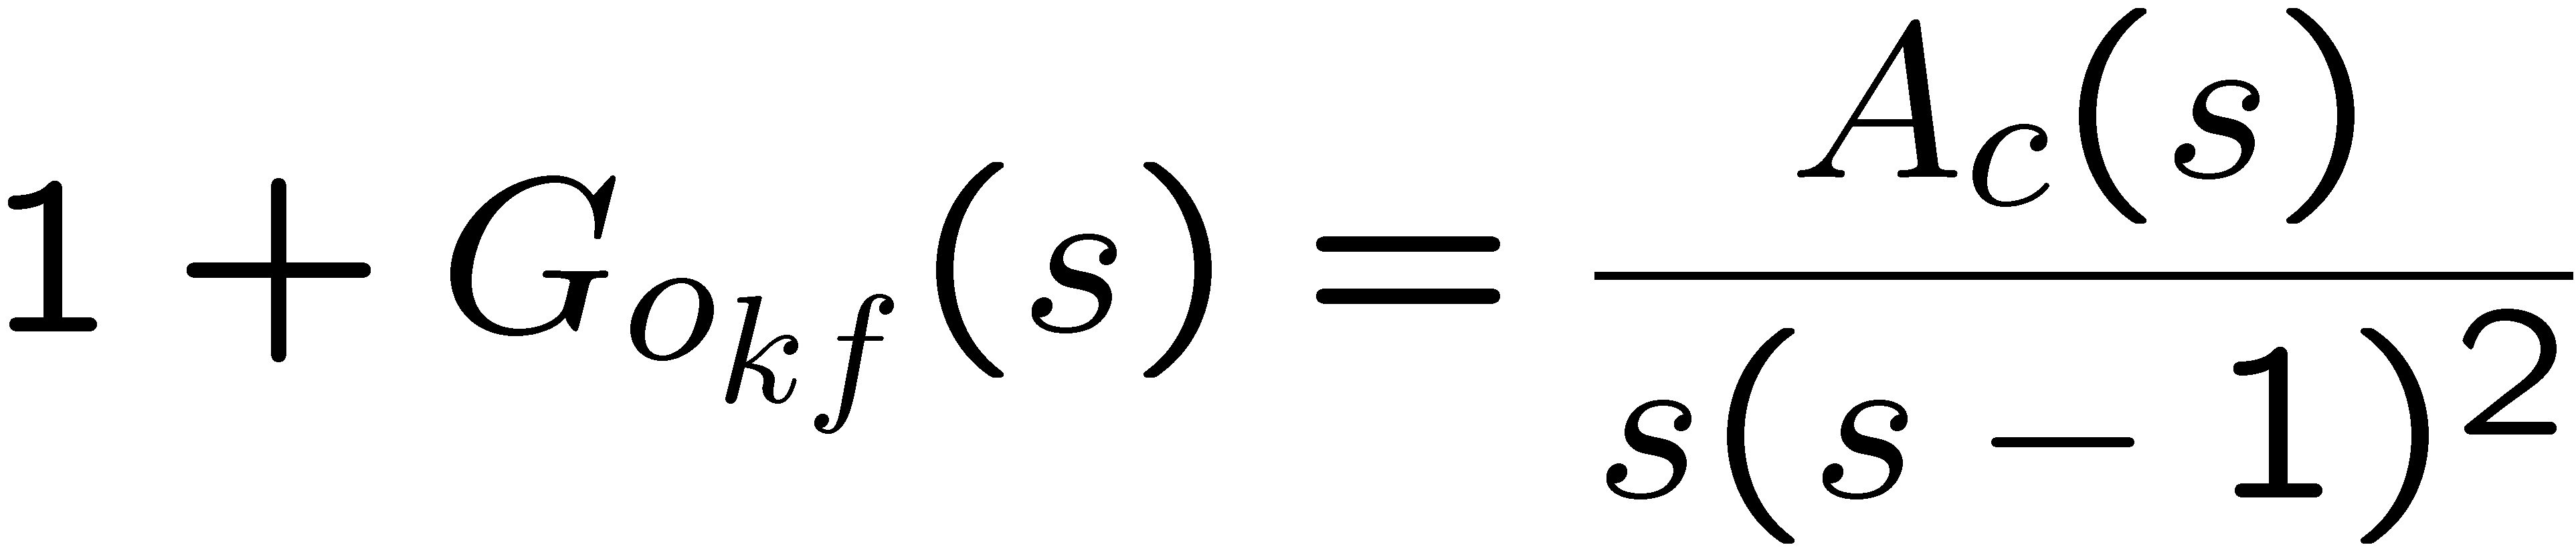 1 + G_{o_{kf}}(s) = \frac{A_c(s)}{s(s-1)^2}